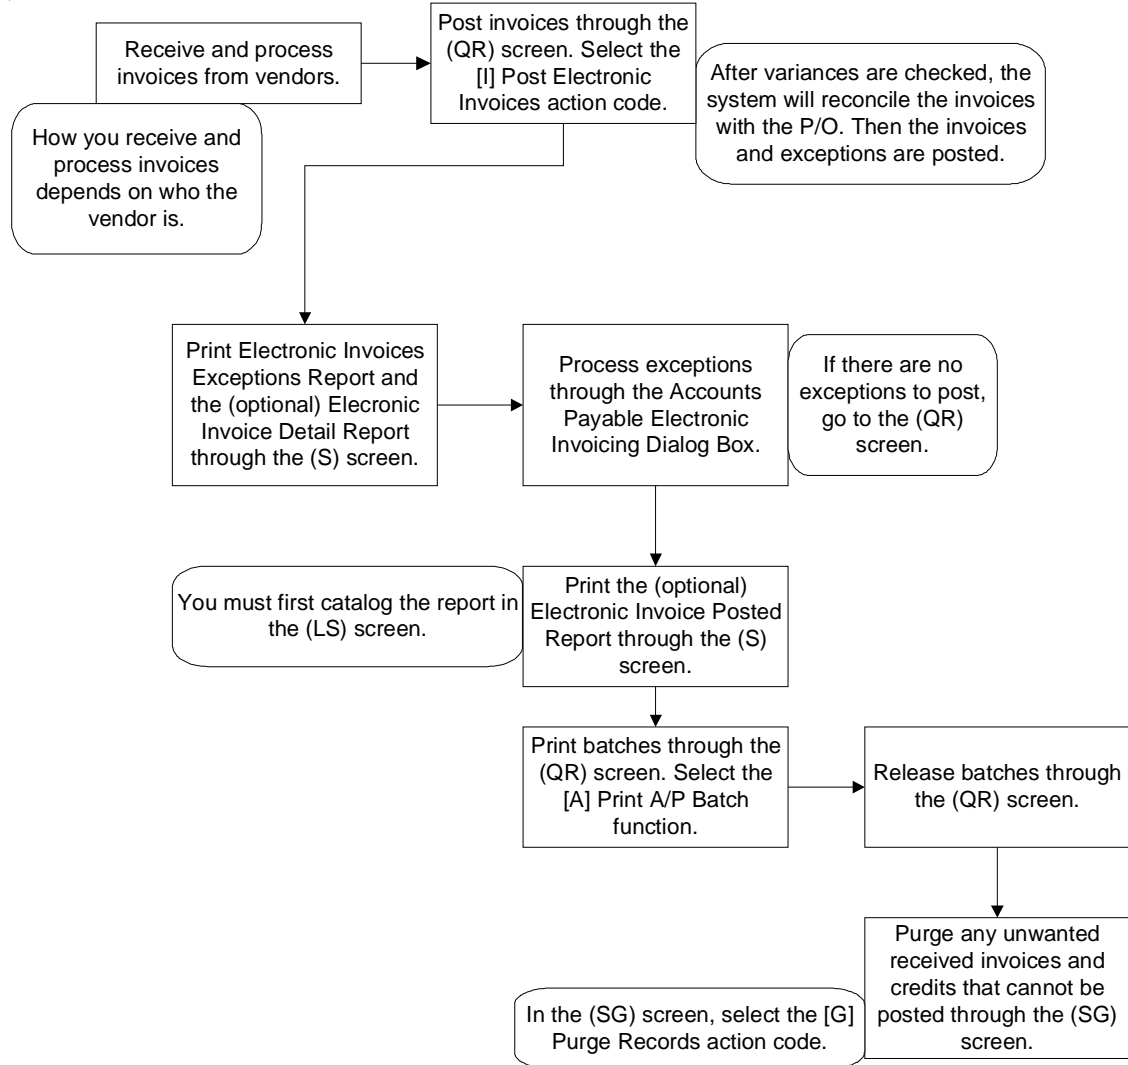 Receive and process
invoices from vendors.
How you receive and
process invoices
depends on who the
vendor is.
Post invoices through the
(QR) screen. Select the
[I] Post Electronic
Invoices action code.
After variances are checked, the
system will reconcile the invoices
with the P/O. Then the invoices
and exceptions are posted.
Print Electronic Invoices
Exceptions Report and
the (optional) Elecronic
Invoice Detail Report
through the (S) screen.
Process exceptions
through the Accounts
Payable Electronic
Invoicing Dialog Box.
If there are no
exceptions to post,
go to the (QR)
screen.
You must first catalog the report in
the (LS) screen.
Print the (optional)
Electronic Invoice Posted
Report through the (S)
screen.
Print batches through the
(QR) screen. Select the
[A] Print A/P Batch
function.
Release batches through
the (QR) screen.
In the (SG) screen, select the [G]
Purge Records action code.
Purge any unwanted
received invoices and
credits that cannot be
posted through the (SG)
screen.